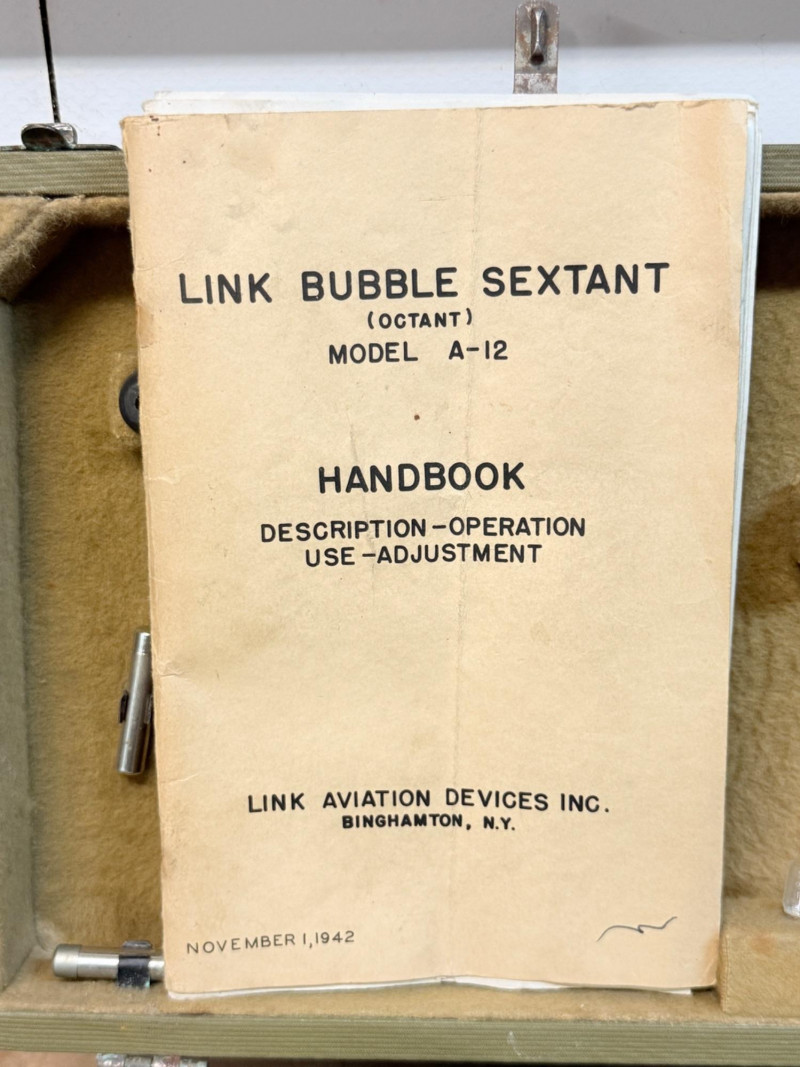 LINK BUBBLE SEXTANT
(OCTANT)
MODEL A-12
HANDBOOK
DESCRIPTION-OPERATION
USE-ADJUSTMENT
LINK AVIATION DEVICES INC.
BINGHAMTON, N.Y.
NOVEMBER 1, 1942